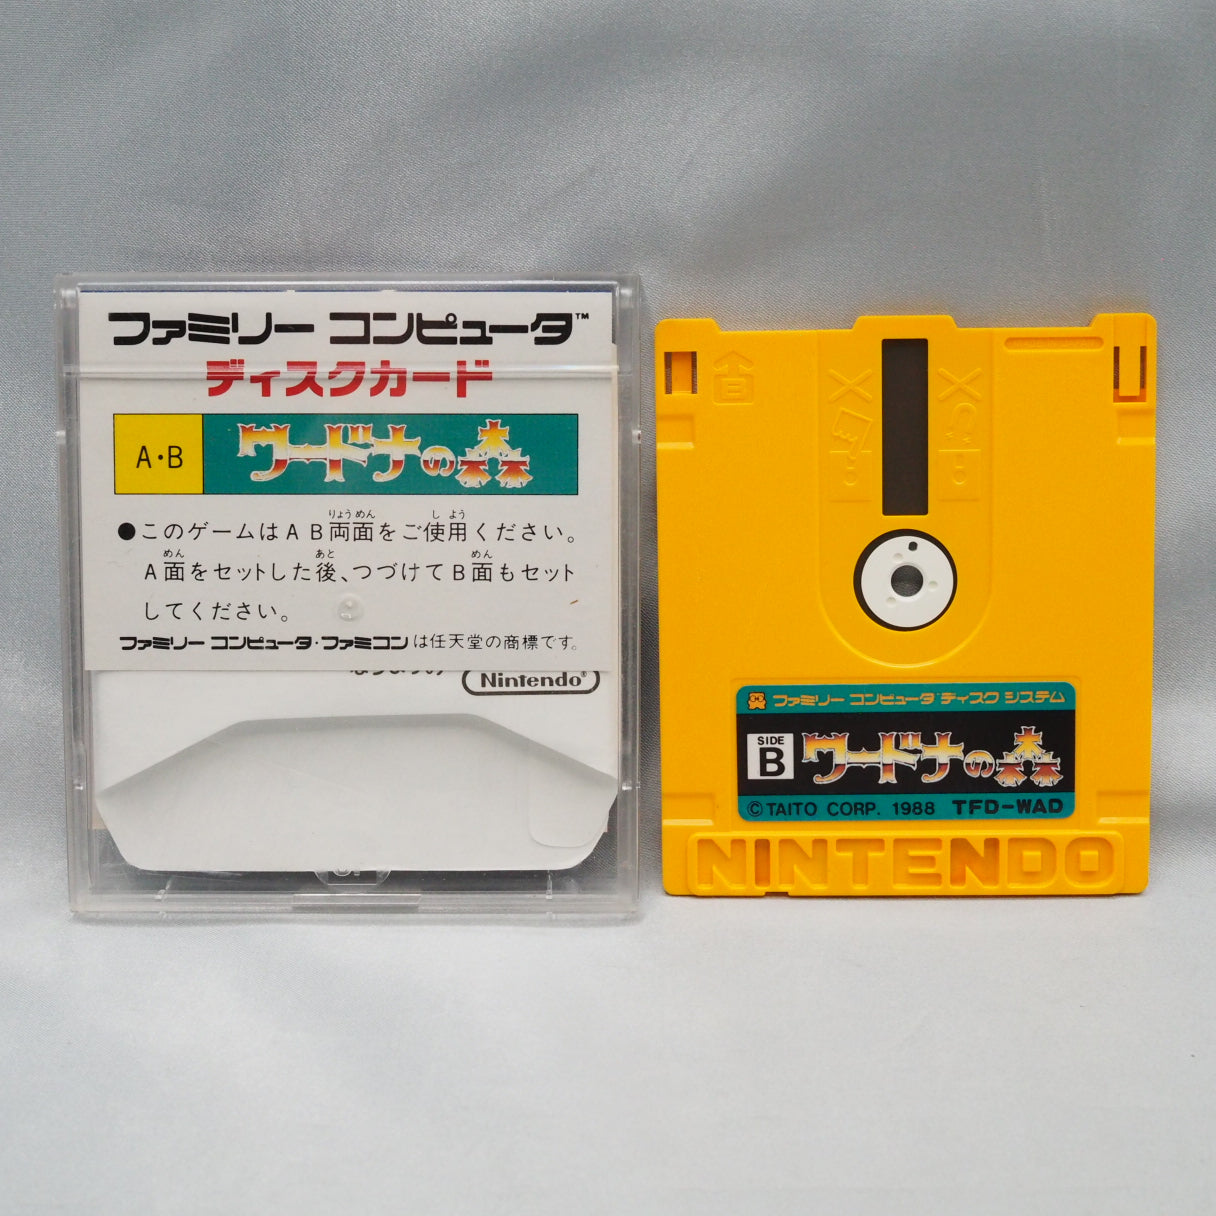 ファミリー コンピュータ™
ディスクカード
A・B
ワードナの森
●このゲームはAB両面をご使用ください。
りょうめん
しよう
A面をセットした後、つづけてB面もセット
めん
あと
めん
してください。
ファミリー コンピュータ・ファミコンは任天堂の商標です。
Nintendo®
ファミリー コンピュータ ディスク システム
SIDE
B
ワードナの森
©TAITO CORP. 1988 TFD-WAD
NINTENDO